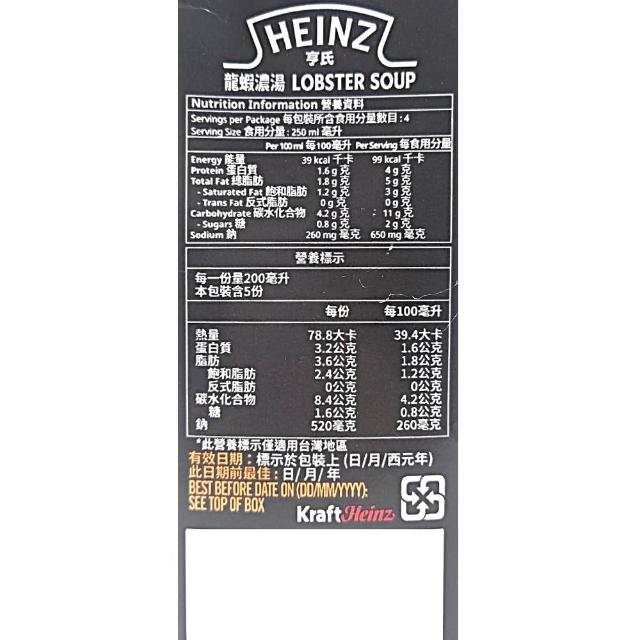 HEINZ
亨氏
龍蝦濃湯 LOBSTER SOUP
Nutrition Information 營養資料
Servings per Package 每包裝所含食用分量數目 : 4
Serving Size 食用分量 : 250 ml 毫升
Per 100 ml 每100毫升 Per Serving 每食用分量
Energy 能量 39 kcal 千卡 99 kcal 千卡
Protein 蛋白質 1.6 g 克 4 g 克
Total Fat 總脂肪 1.8 g 克 5 g 克
- Saturated Fat 飽和脂肪 1.2 g 克 3 g 克
- Trans Fat 反式脂肪 0 g 克 0 g 克
Carbohydrate 碳水化合物 4.2 g 克 11 g 克
- Sugars 糖 0.8 g 克 2 g 克
Sodium 鈉 260 mg 毫克 650 mg 毫克
營養標示
每一份量200毫升
本包裝含5份
每份 每100毫升
熱量 78.8大卡 39.4大卡
蛋白質 3.2公克 1.6公克
脂肪 3.6公克 1.8公克
飽和脂肪 2.4公克 1.2公克
反式脂肪 0公克 0公克
碳水化合物 8.4公克 4.2公克
糖 1.6公克 0.8公克
鈉 520毫克 260毫克
*此營養標示僅適用台灣地區
有效日期 : 標示於包裝上 (日/月/西元年)
此日期前最佳 : 日/ 月/ 年
BEST BEFORE DATE ON (DD/MM/YYYY):
SEE TOP OF BOX
KraftHeinz